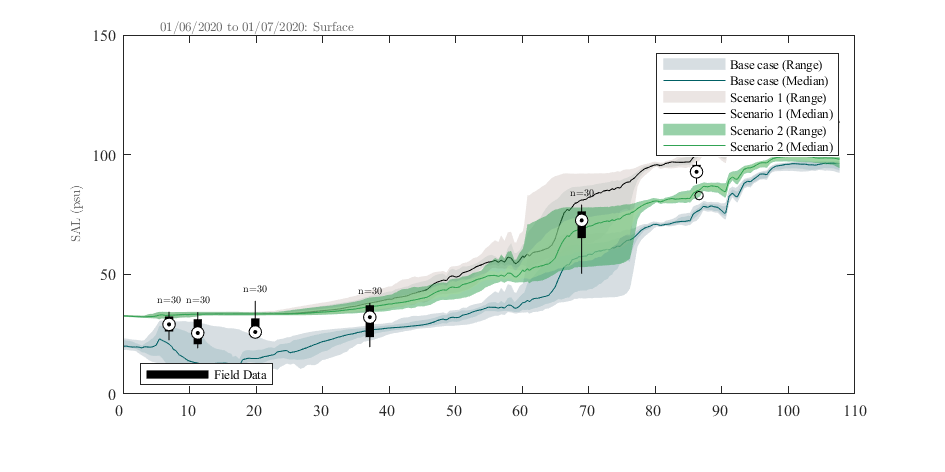 01/06/2020 to 01/07/2020: Surface
150
100
50
0
SAL (psu)
Base case (Range)
Base case (Median)
Scenario 1 (Range)
Scenario 1 (Median)
Scenario 2 (Range)
Scenario 2 (Median)
n=30
n=30
n=30
n=30
n=30
Field Data
0 10 20 30 40 50 60 70 80 90 100 110